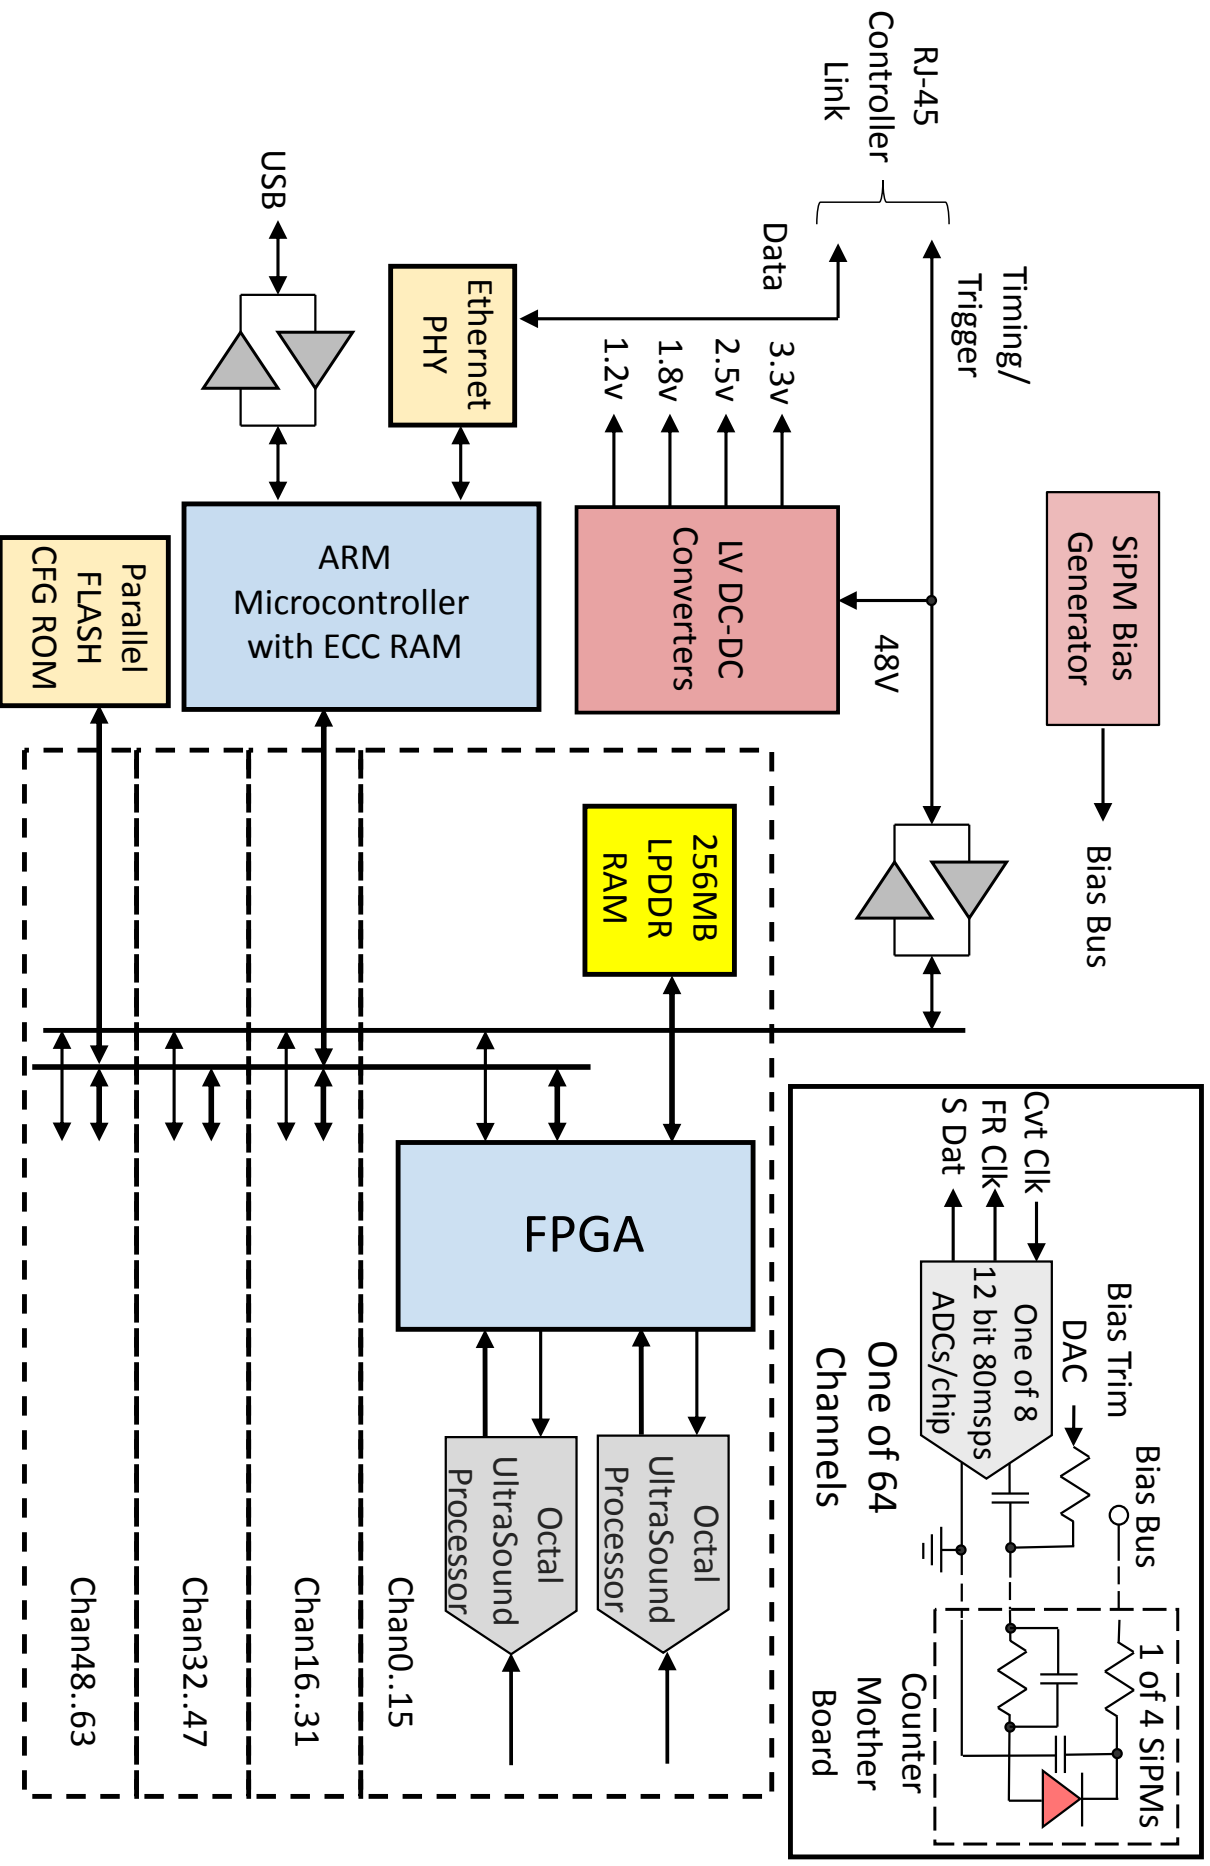 RJ-45
Controller
Link
Timing/
Trigger
Data
USB
Ethernet
PHY
3.3v
2.5v
1.8v
1.2v
SiPM Bias
Generator
Bias Bus
48V
LV DC-DC
Converters
ARM
Microcontroller
with ECC RAM
Parallel
FLASH
CFG ROM
256MB
LPDDR
RAM
FPGA
Octal
UltraSound
Processor
Octal
UltraSound
Processor
Chan0..15
Chan16..31
Chan32..47
Chan48..63
Cvt Clk
FR Clk
S Dat
One of 8
12 bit 80msps
ADCs/chip
Bias Trim
DAC
Bias Bus
1 of 4 SiPMs
Counter
Mother
Board
One of 64
Channels